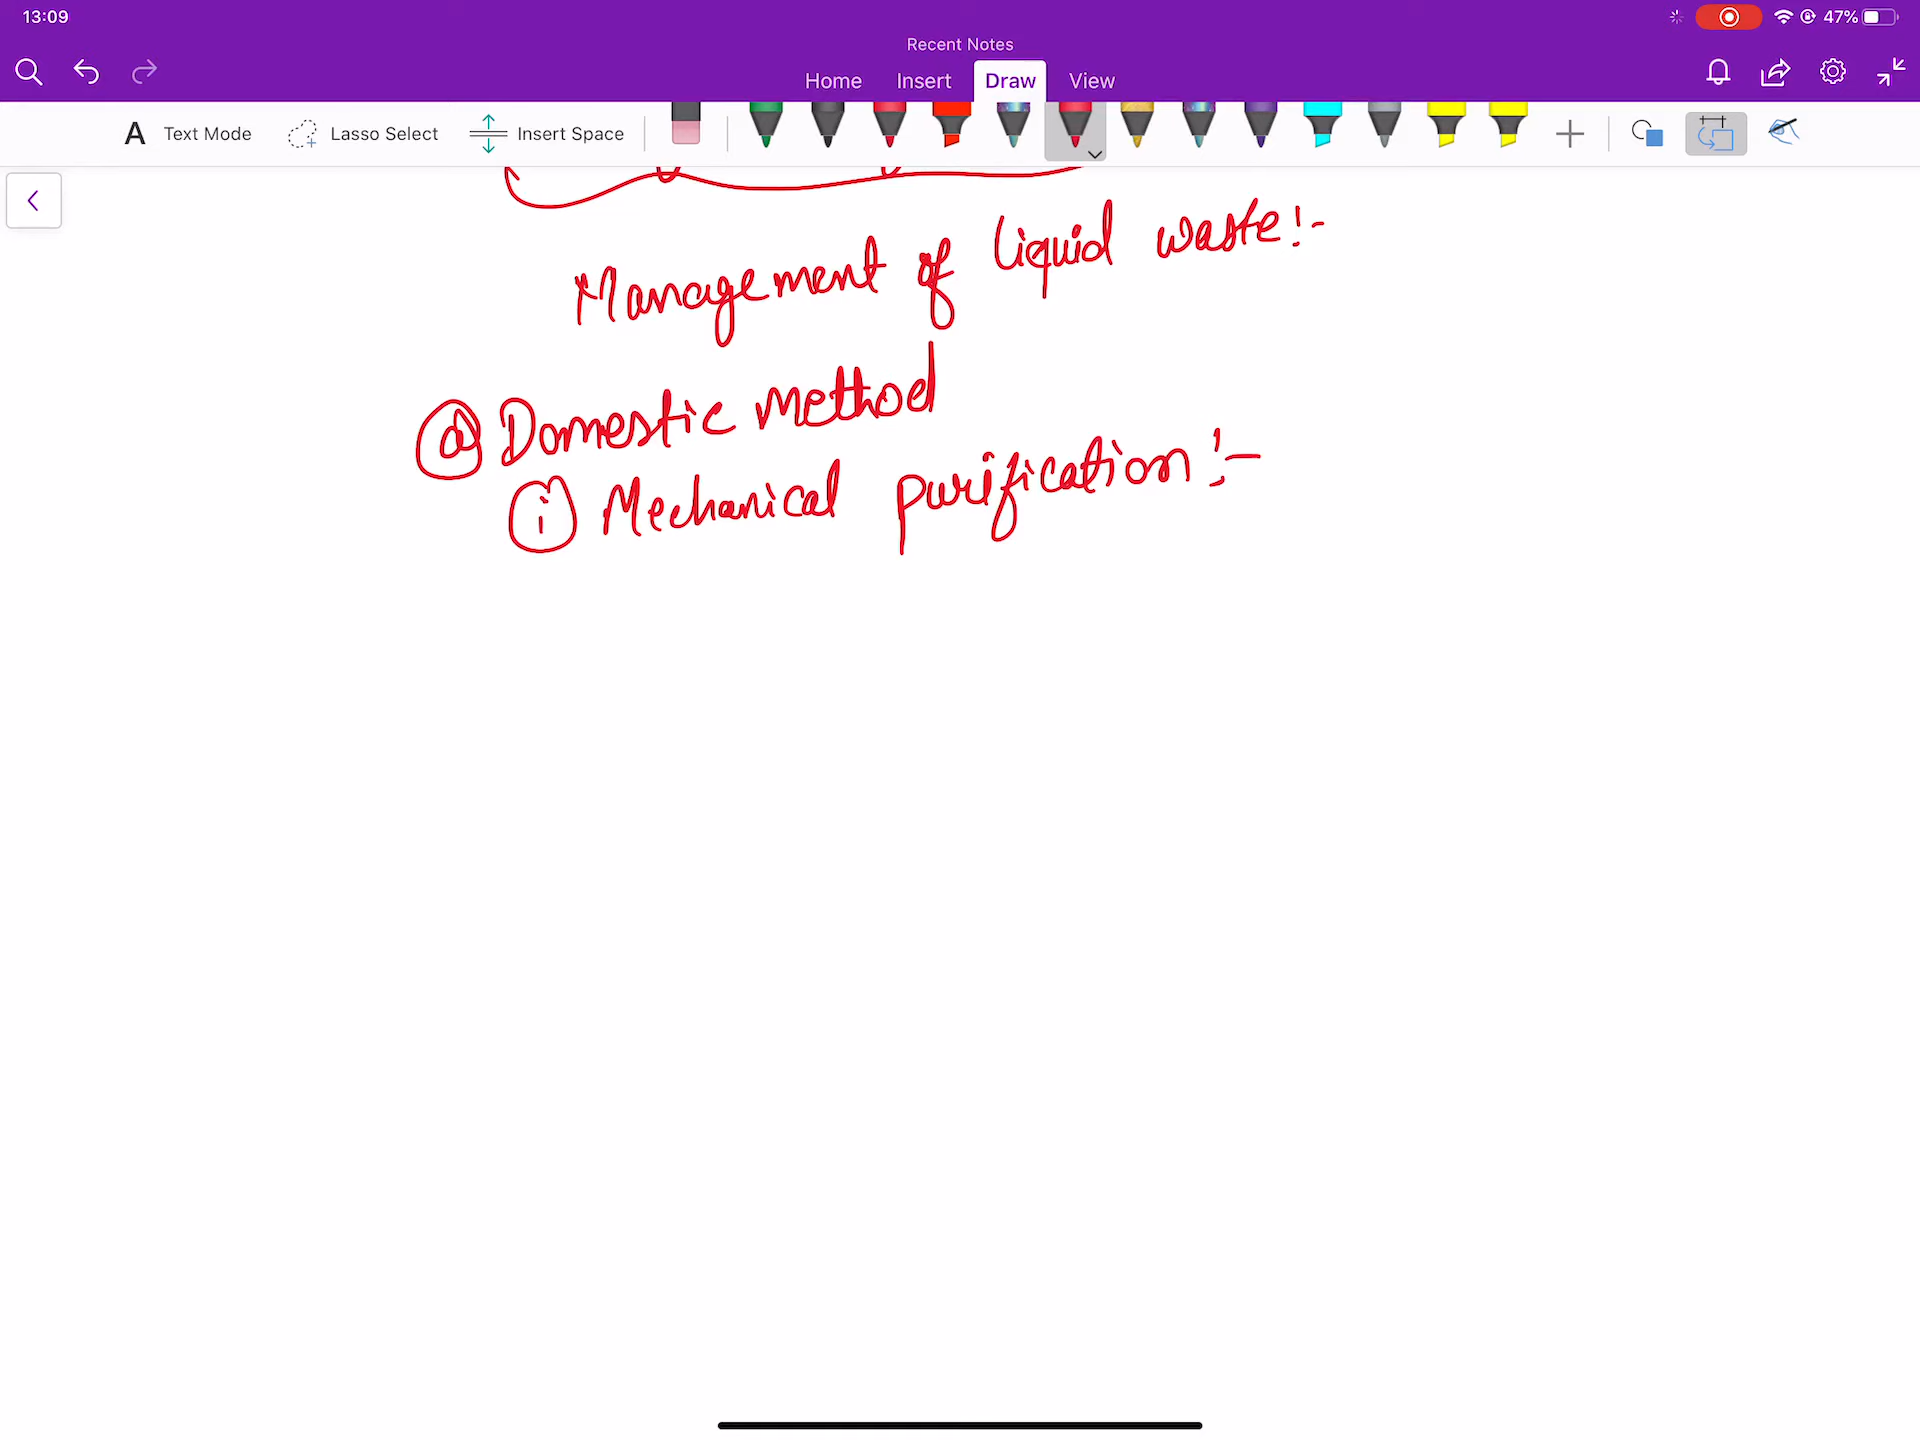 13:09
47%
Recent Notes
Home Insert Draw View
A Text Mode Lasso Select Insert Space
Management of liquid waste:-
(a) Domestic Method
(i) Mechanical purification:-